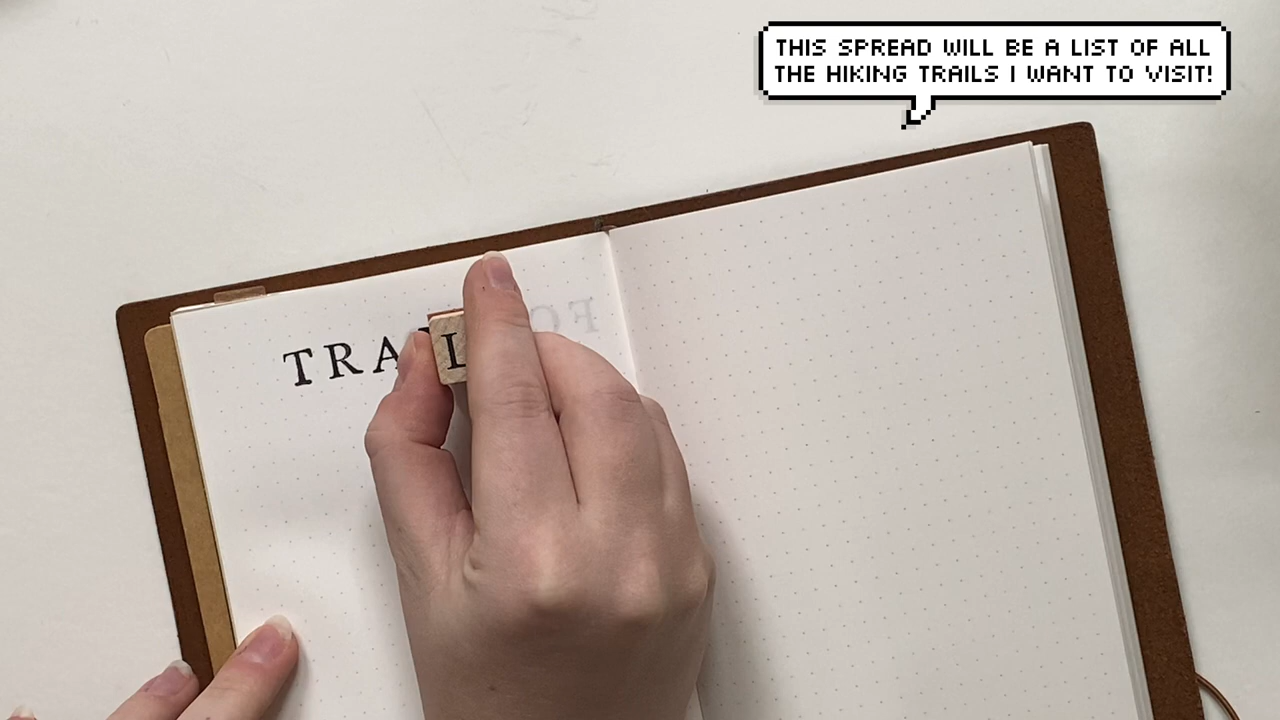 THIS SPREAD WILL BE A LIST OF ALL
THE HIKING TRAILS I WANT TO VISIT!
TRA
L